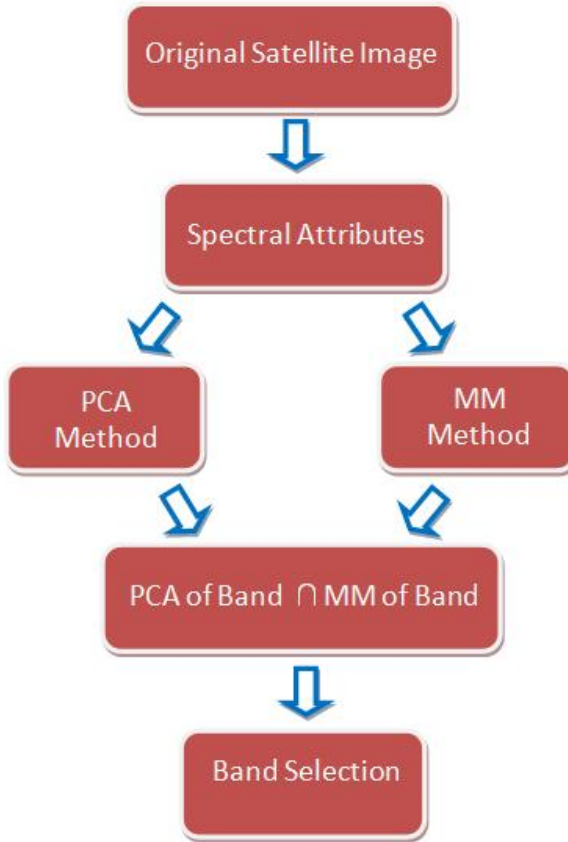 Original Satellite Image
Spectral Attributes
PCA
Method
MM
Method
PCA of Band ∩ MM of Band
Band Selection